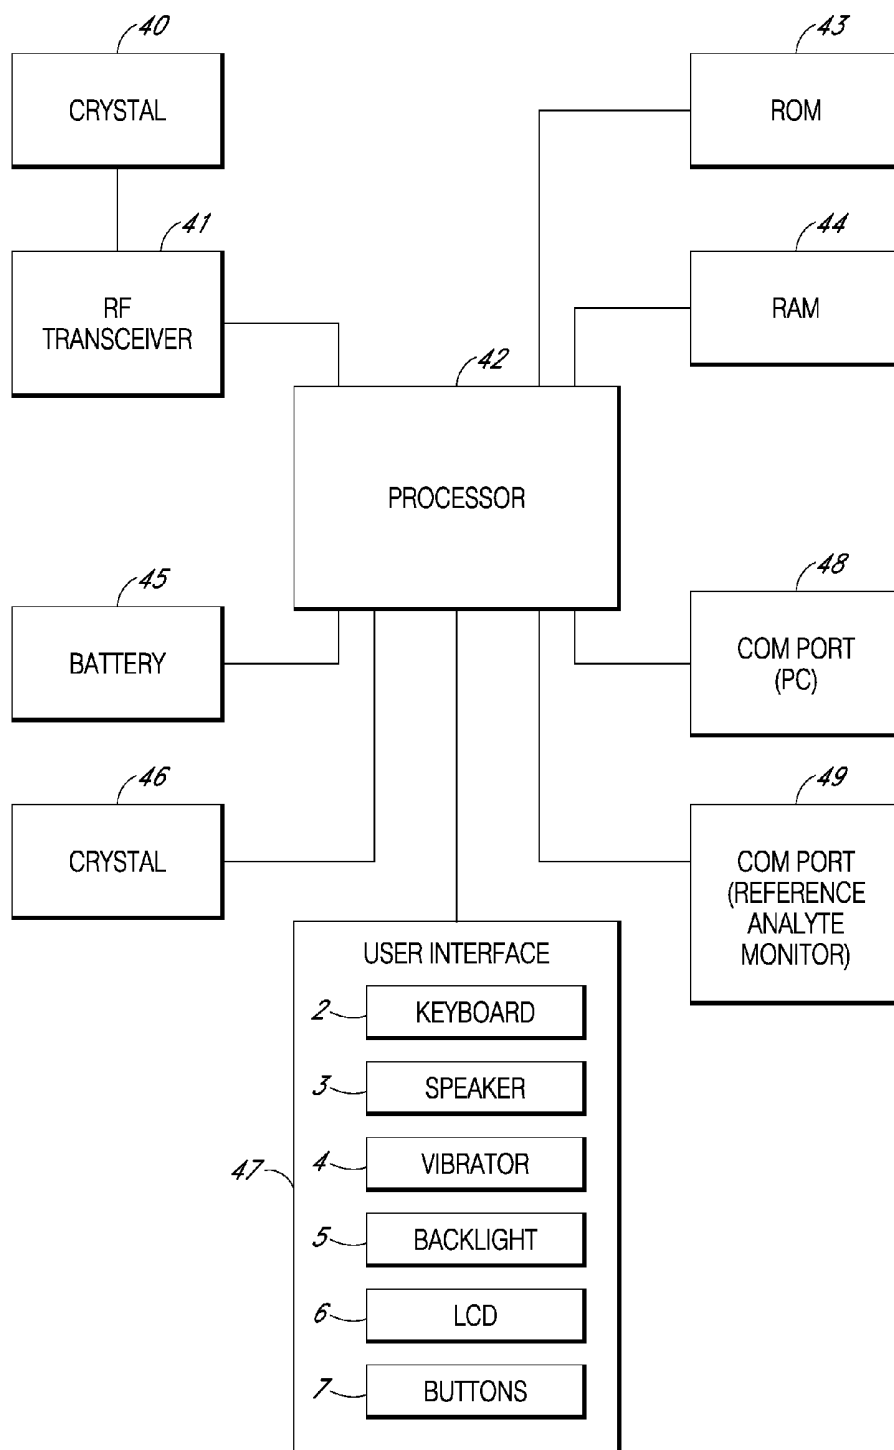 40
CRYSTAL
43
ROM
41
RF
TRANSCEIVER
44
RAM
42
PROCESSOR
45
BATTERY
48
COM PORT
(PC)
46
CRYSTAL
49
COM PORT
(REFERENCE
ANALYTE
MONITOR)
47
USER INTERFACE
2
KEYBOARD
3
SPEAKER
4
VIBRATOR
5
BACKLIGHT
6
LCD
7
BUTTONS